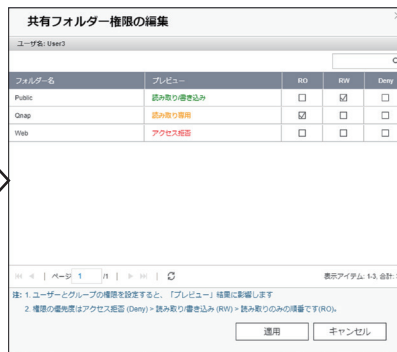 共有フォルダー権限の編集
ユーザ名: User3
フォルダー名 プレビュー RO RW Deny
Public 読み取り/書き込み
Qnap 読み取り専用
Web アクセス拒否
ページ 1 /1 表示アイテム: 1-3, 合計:
注: 1. ユーザーとグループの権限を設定すると、「プレビュー」結果に影響します
2. 権限の優先度はアクセス拒否 (Deny) > 読み取り/書き込み (RW) > 読み取りのみの順番です(RO)。
適用 キャンセル